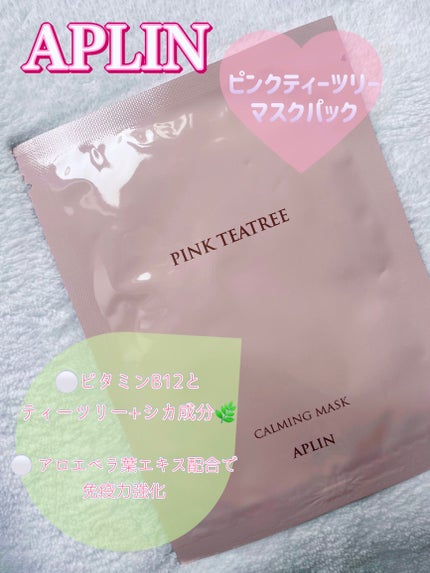 APLIN
ピンクティーツリー
マスクパック
PINK TEATREE
ビタミンB12と
ティーツリー+シカ成分🌿
アロエベラ葉エキス配合で
免疫力強化
CALMING MASK
APLIN